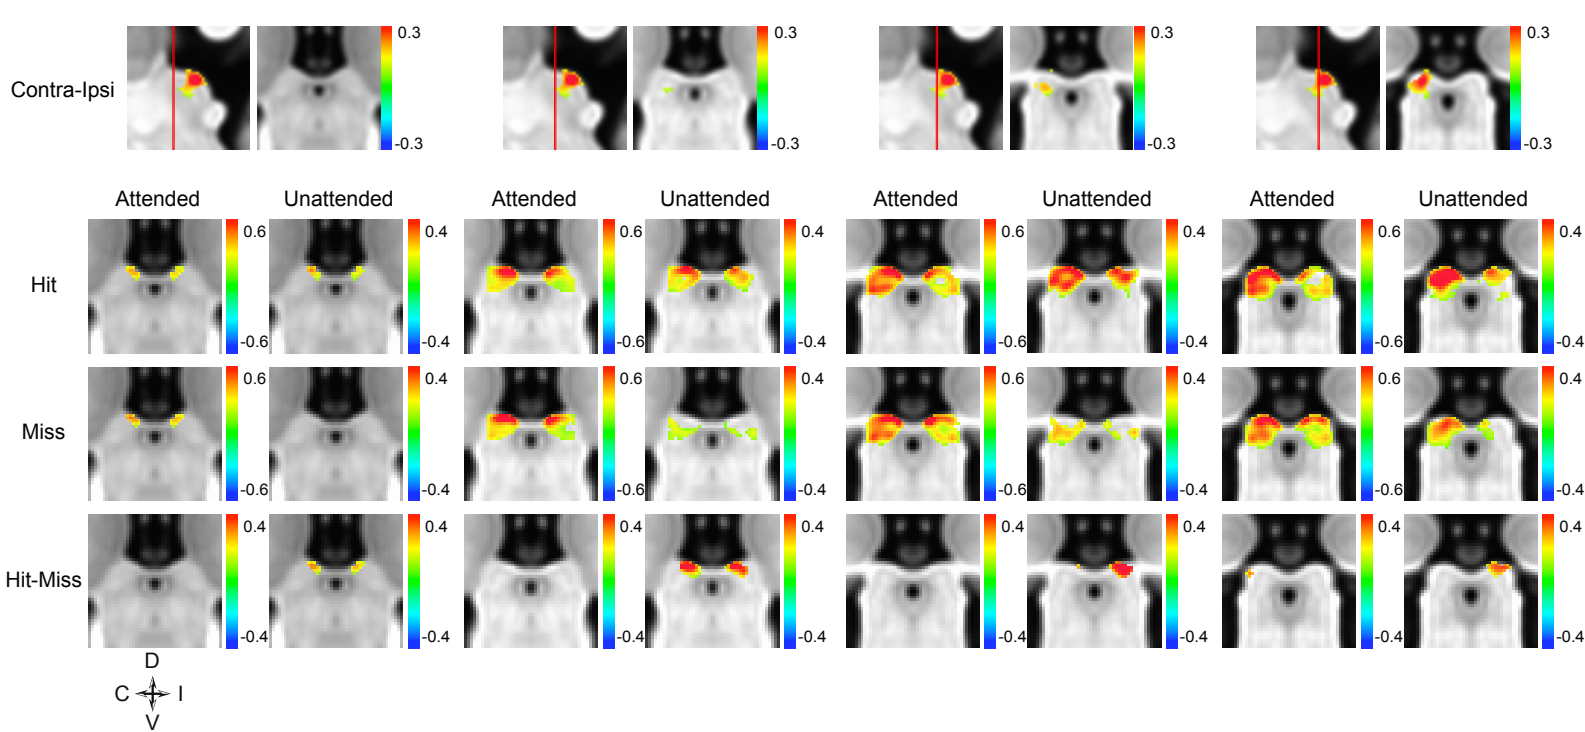 0.3 0.3 0.3 0.3
Contra-Ipsi
-0.3 -0.3 -0.3 -0.3
Attended Unattended Attended Unattended Attended Unattended Attended Unattended
0.6 0.4 0.6 0.4 0.6 0.4 0.6 0.4
Hit
-0.6 -0.4 -0.6 -0.4 -0.6 -0.4 -0.6 -0.4
0.6 0.4 0.6 0.4 0.6 0.4 0.6 0.4
Miss
-0.6 -0.4 -0.6 -0.4 -0.6 -0.4 -0.6 -0.4
0.4 0.4 0.4 0.4 0.4 0.4 0.4 0.4
Hit-Miss
-0.4 -0.4 -0.4 -0.4 -0.4 -0.4 -0.4 -0.4
D
C I
V